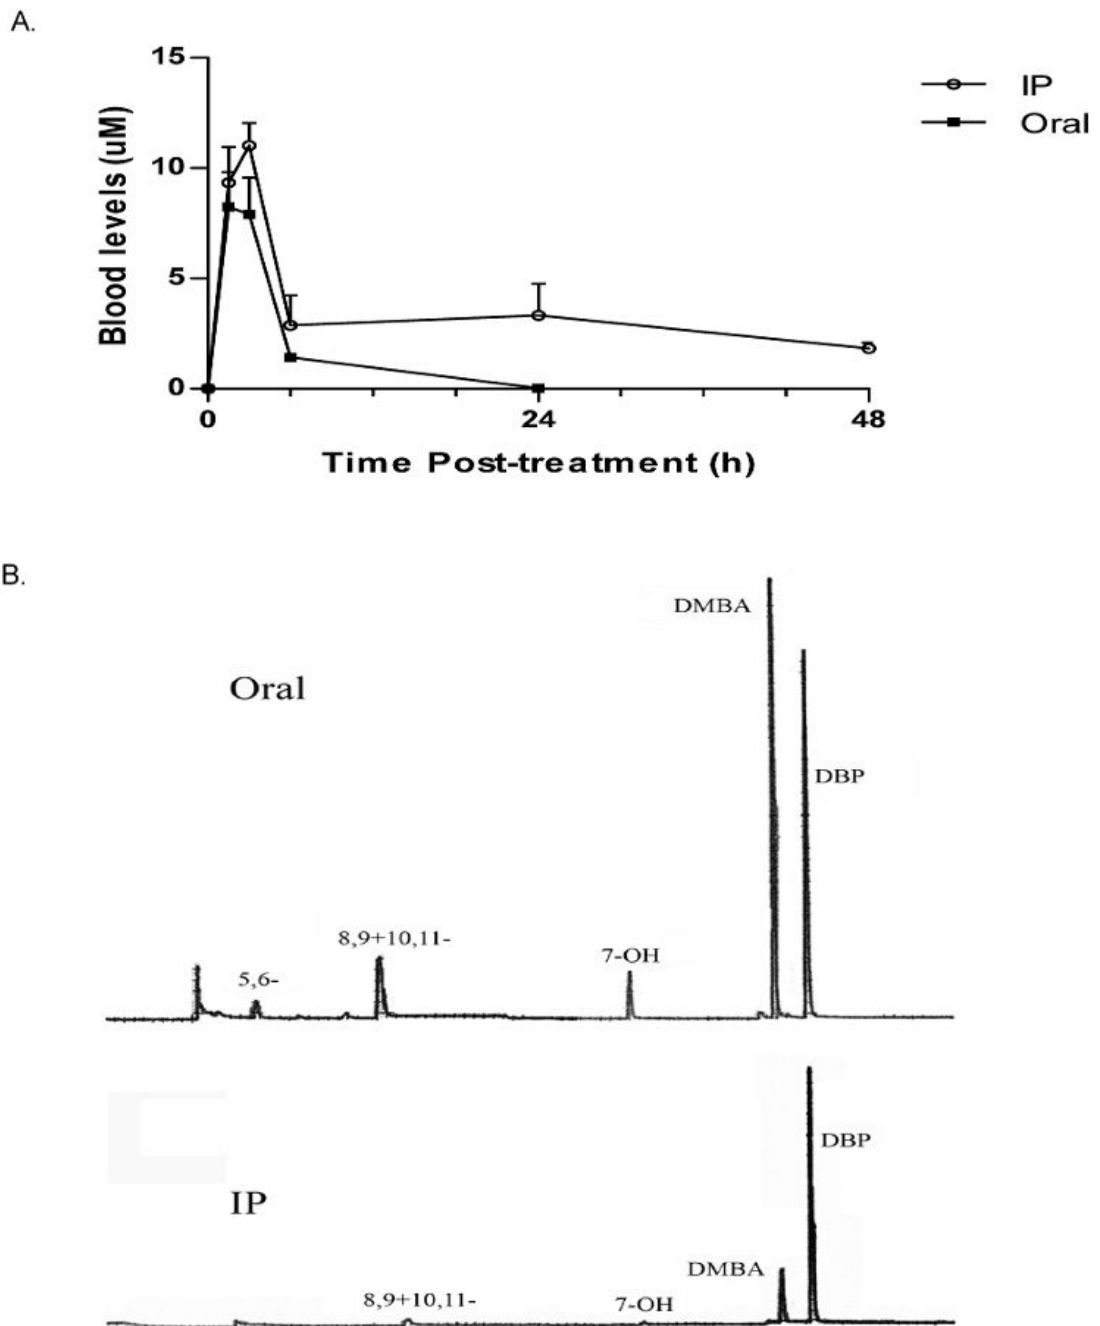 A.
15
10
5
0
Blood levels (uM)
0 24 48
Time Post-treatment (h)
IP
Oral
B.
Oral
DMBA
DBP
5,6-
8,9+10,11-
7-OH
IP
DBP
DMBA
8,9+10,11-
7-OH